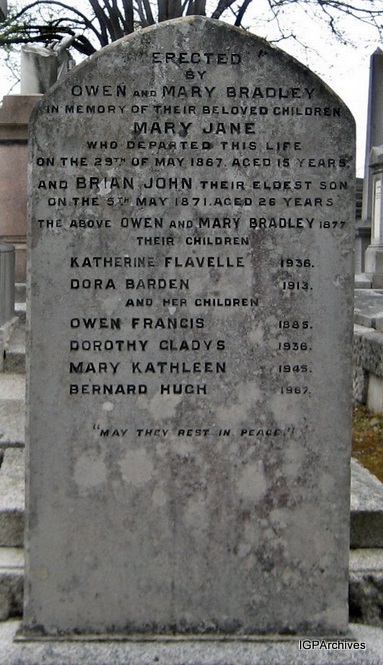 "ERECTED"
BY
OWEN AND MARY BRADLEY
IN MEMORY OF THEIR BELOVED CHILDREN
MARY JANE
WHO DEPARTED THIS LIFE
ON THE 29TH OF MAY 1867. AGED 15 YEARS.
AND BRIAN JOHN THEIR ELDEST SON
ON THE 5TH MAY 1871. AGED 26 YEARS
THE ABOVE OWEN AND MARY BRADLEY 1877
THEIR CHILDREN
KATHERINE FLAVELLE 1936.
DORA BARDEN 1913.
AND HER CHILDREN
OWEN FRANCIS 1885.
DOROTHY GLADYS 1936.
MARY KATHLEEN 1945.
BERNARD HUGH 1967.
"MAY THEY REST IN PEACE."
IGPArchives